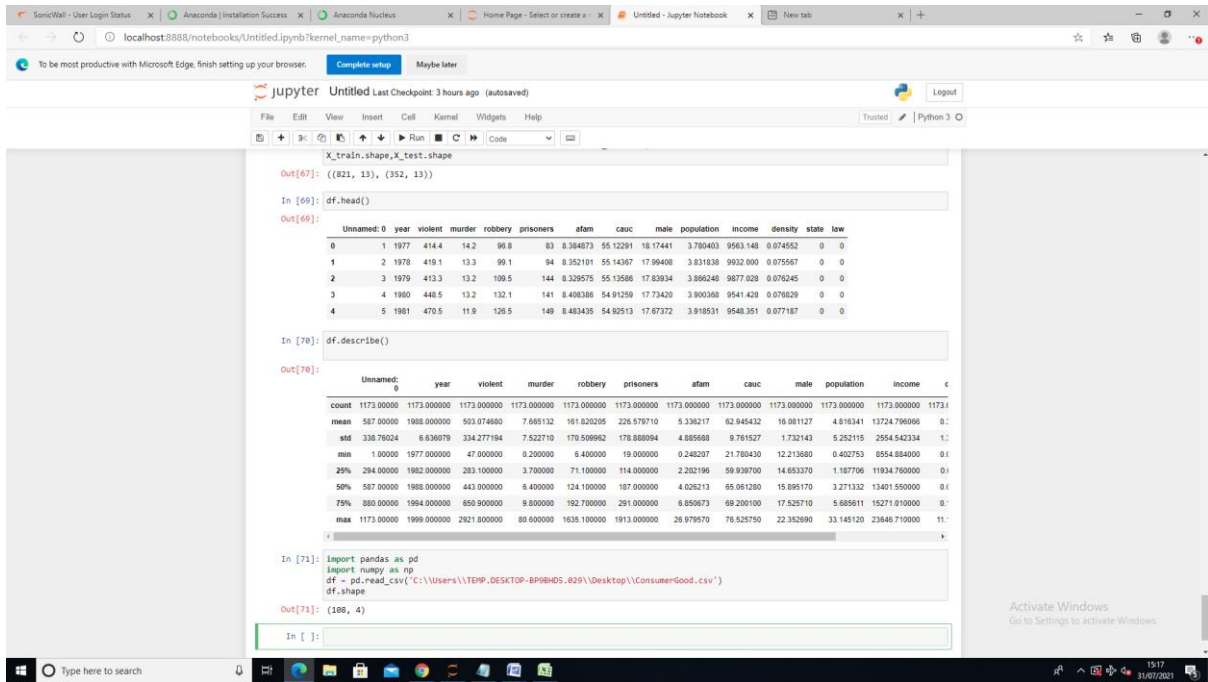 SonicWall - User Login Status
Anaconda | Installation Success
Anaconda Nucleus
Home Page - Select or create a
Untitled - Jupyter Notebook
New tab
localhost:8888/notebooks/Untitled.ipynb?kernel_name=python3
To be most productive with Microsoft Edge, finish setting up your browser.
Complete setup
Maybe later
jupyter Untitled Last Checkpoint: 3 hours ago (autosaved)
Logout
File Edit View Insert Cell Kernel Widgets Help
Trusted
Python 3
Run
Code
X_train.shape,X_test.shape
Out[67]: ((821, 13), (352, 13))
In [69]: df.head()
Out[69]:
Unnamed: 0 year violent murder robbery prisoners afam cauc male population income density state law
0 1 1977 414.4 14.2 96.8 83 8.384873 55.12291 18.17441 3.780403 9563.148 0.074552 0 0
1 2 1978 419.1 13.3 99.1 94 8.352101 55.14367 17.99408 3.831838 9932.000 0.075567 0 0
2 3 1979 413.3 13.2 109.5 144 8.329575 55.13586 17.83934 3.866248 9877.028 0.076245 0 0
3 4 1980 448.5 13.2 132.1 141 8.408386 54.91259 17.73420 3.900368 9541.428 0.076829 0 0
4 5 1981 470.5 11.9 126.5 149 8.483435 54.92513 17.67372 3.918531 9548.351 0.077187 0 0
In [70]: df.describe()
Out[70]:
Unnamed: 0 year violent murder robbery prisoners afam cauc male population income
count 1173.00000 1173.000000 1173.000000 1173.000000 1173.000000 1173.000000 1173.000000 1173.000000 1173.000000 1173.000000 1173.000000 1173.
mean 587.00000 1988.000000 503.074680 7.665132 161.820205 226.579710 5.336217 62.945432 16.081127 4.816341 13724.796066 0.
std 338.76024 6.636079 334.277194 7.522710 170.509962 178.888094 4.885688 9.761527 1.732143 5.252115 2554.542334 1.
min 1.00000 1977.000000 47.000000 0.200000 6.400000 19.000000 0.248207 21.780430 12.213680 0.402753 8554.884000 0.
25% 294.00000 1982.000000 283.100000 3.700000 71.100000 114.000000 2.202196 59.939700 14.653370 1.187706 11934.760000 0.
50% 587.00000 1988.000000 443.000000 6.400000 124.100000 187.000000 4.026213 65.061280 15.895170 3.271332 13401.550000 0.
75% 880.00000 1994.000000 650.900000 9.800000 192.700000 291.000000 6.850673 69.200100 17.525710 5.685611 15271.010000 0.
max 1173.00000 1999.000000 2921.800000 80.600000 1635.100000 1913.000000 26.979570 76.525750 22.352690 33.145120 23646.710000 11.
In [71]: import pandas as pd
import numpy as np
df = pd.read_csv('C:\\Users\\TEMP.DESKTOP-BP9BHDS.029\\Desktop\\ConsumerGood.csv')
df.shape
Out[71]: (108, 4)
In [ ]:
Activate Windows
Go to Settings to activate Windows.
Type here to search
15:17
31/07/2021